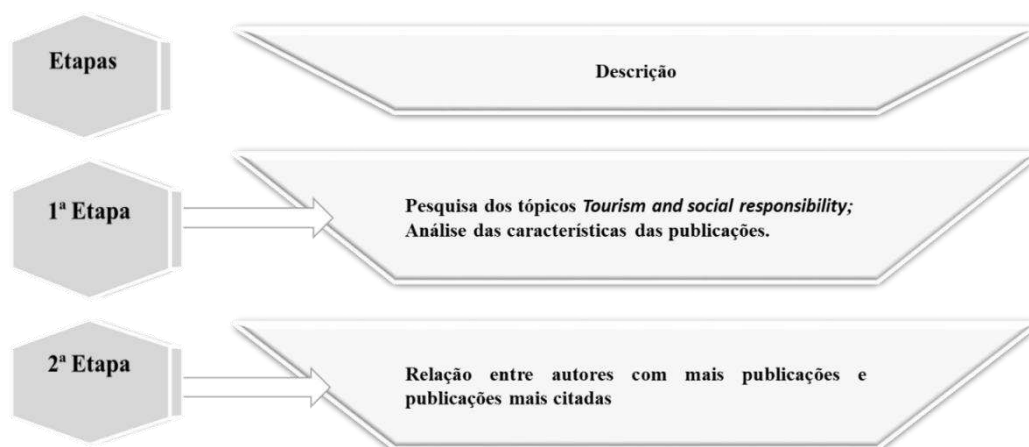 Etapas
Descrição
1ª Etapa
Pesquisa dos tópicos Tourism and social responsibility;
Análise das características das publicações.
2ª Etapa
Relação entre autores com mais publicações e
publicações mais citadas